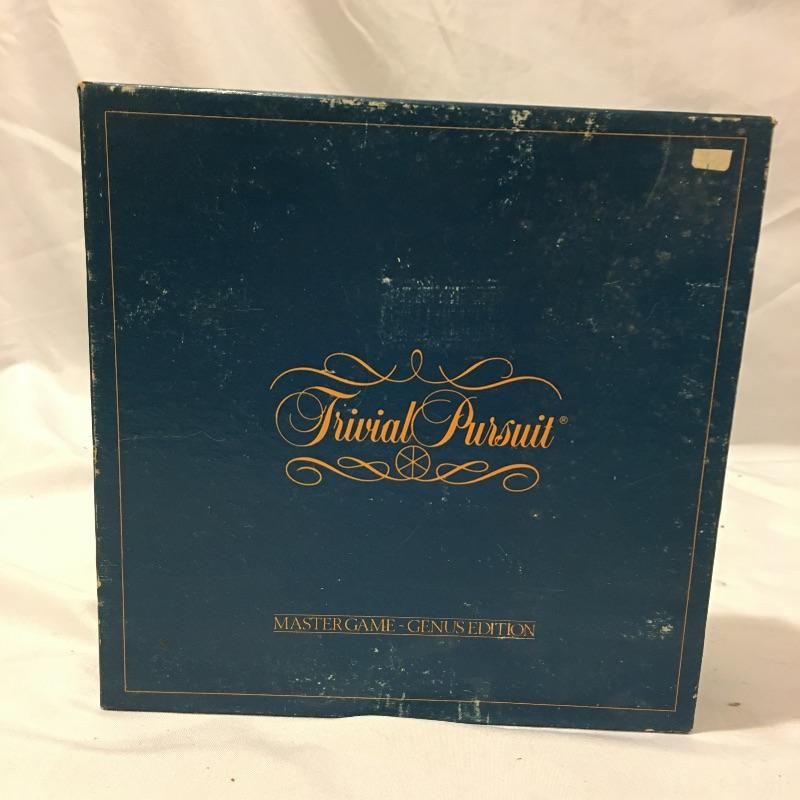 Trivial Pursuit®
MASTER GAME - GENUS EDITION